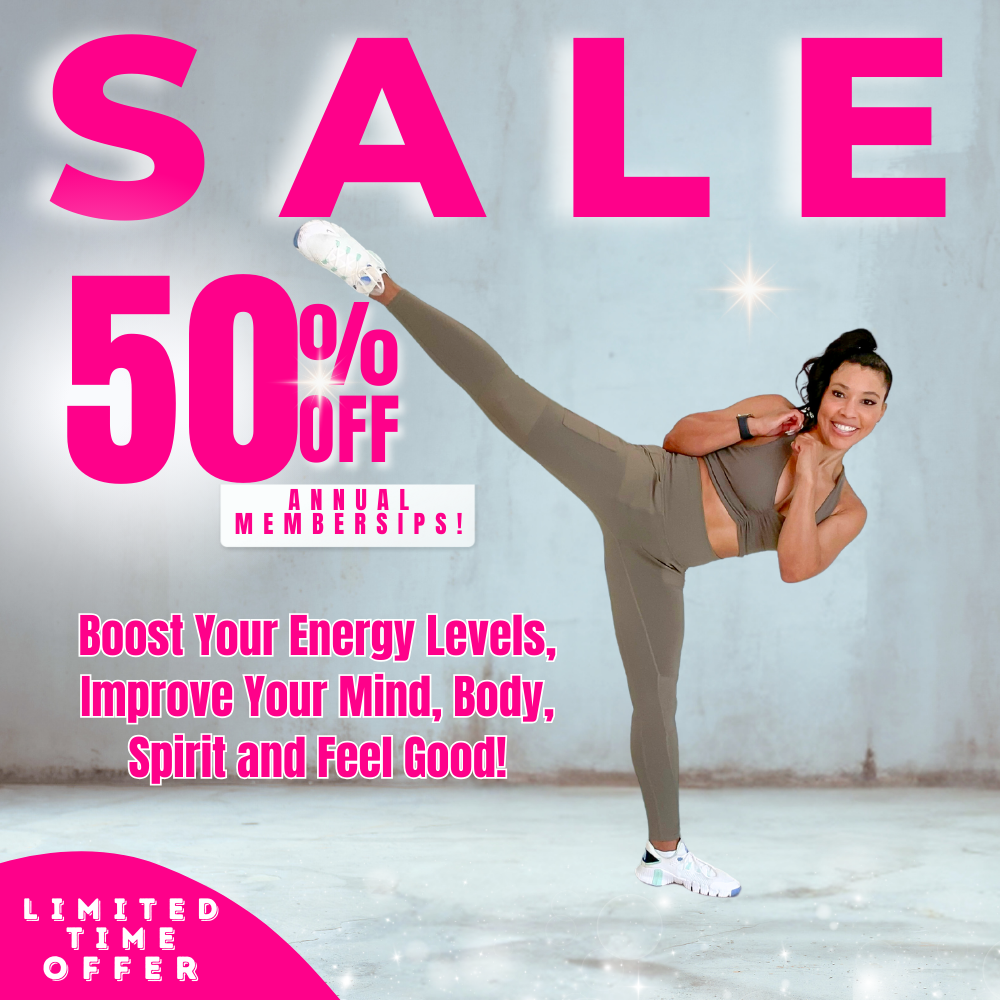 SALE
50%
OFF
ANNUAL
MEMBERSIPS!
Boost Your Energy Levels,
Improve Your Mind, Body,
Spirit and Feel Good!
LIMITED
TIME
OFFER